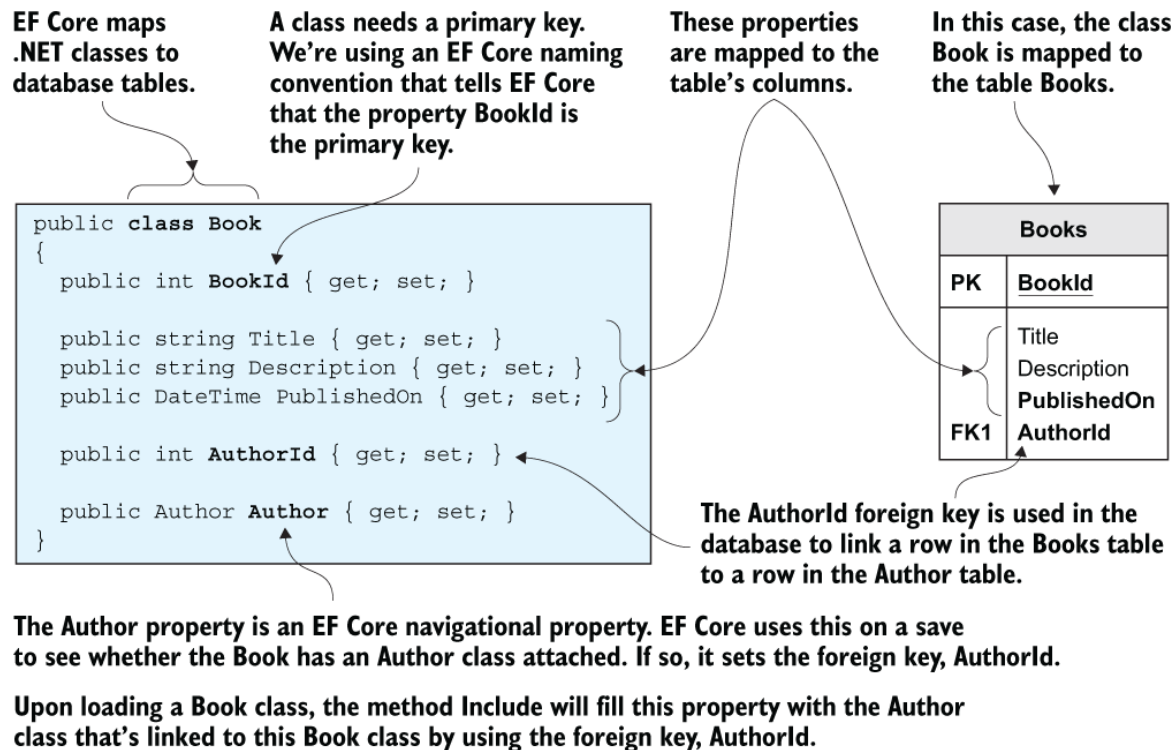 EF Core maps
.NET classes to
database tables.
A class needs a primary key.
We're using an EF Core naming
convention that tells EF Core
that the property BookId is
the primary key.
These properties
are mapped to the
table's columns.
In this case, the class
Book is mapped to
the table Books.
public class Book
{
public int BookId { get; set; }
public string Title { get; set; }
public string Description { get; set; }
public DateTime PublishedOn { get; set; }
public int AuthorId { get; set; }
public Author Author { get; set; }
}
Books
PK BookId
Title
Description
PublishedOn
FK1 AuthorId
The AuthorId foreign key is used in the
database to link a row in the Books table
to a row in the Author table.
The Author property is an EF Core navigational property. EF Core uses this on a save
to see whether the Book has an Author class attached. If so, it sets the foreign key, AuthorId.
Upon loading a Book class, the method Include will fill this property with the Author
class that's linked to this Book class by using the foreign key, AuthorId.